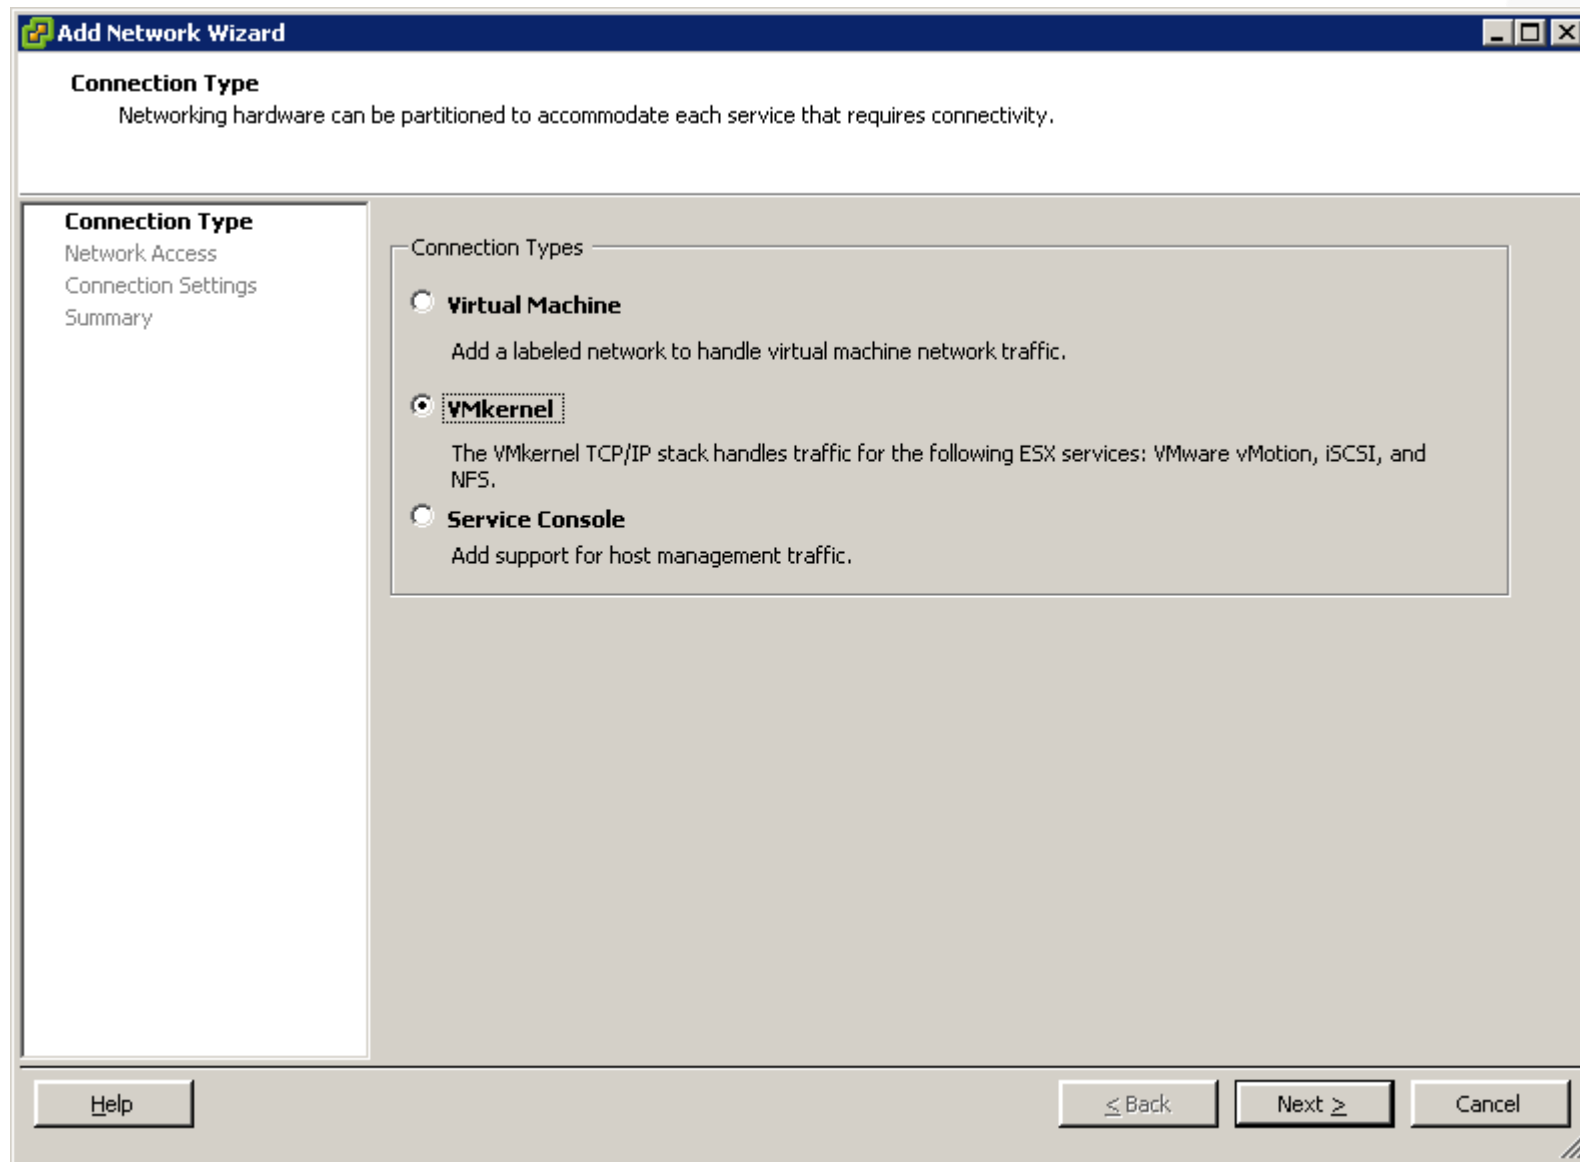 Add Network Wizard
Connection Type
Networking hardware can be partitioned to accommodate each service that requires connectivity.
Connection Type
Network Access
Connection Settings
Summary
Connection Types
Virtual Machine
Add a labeled network to handle virtual machine network traffic.
VMkernel
The VMkernel TCP/IP stack handles traffic for the following ESX services: VMware vMotion, iSCSI, and
NFS.
Service Console
Add support for host management traffic.
Help
< Back
Next >
Cancel